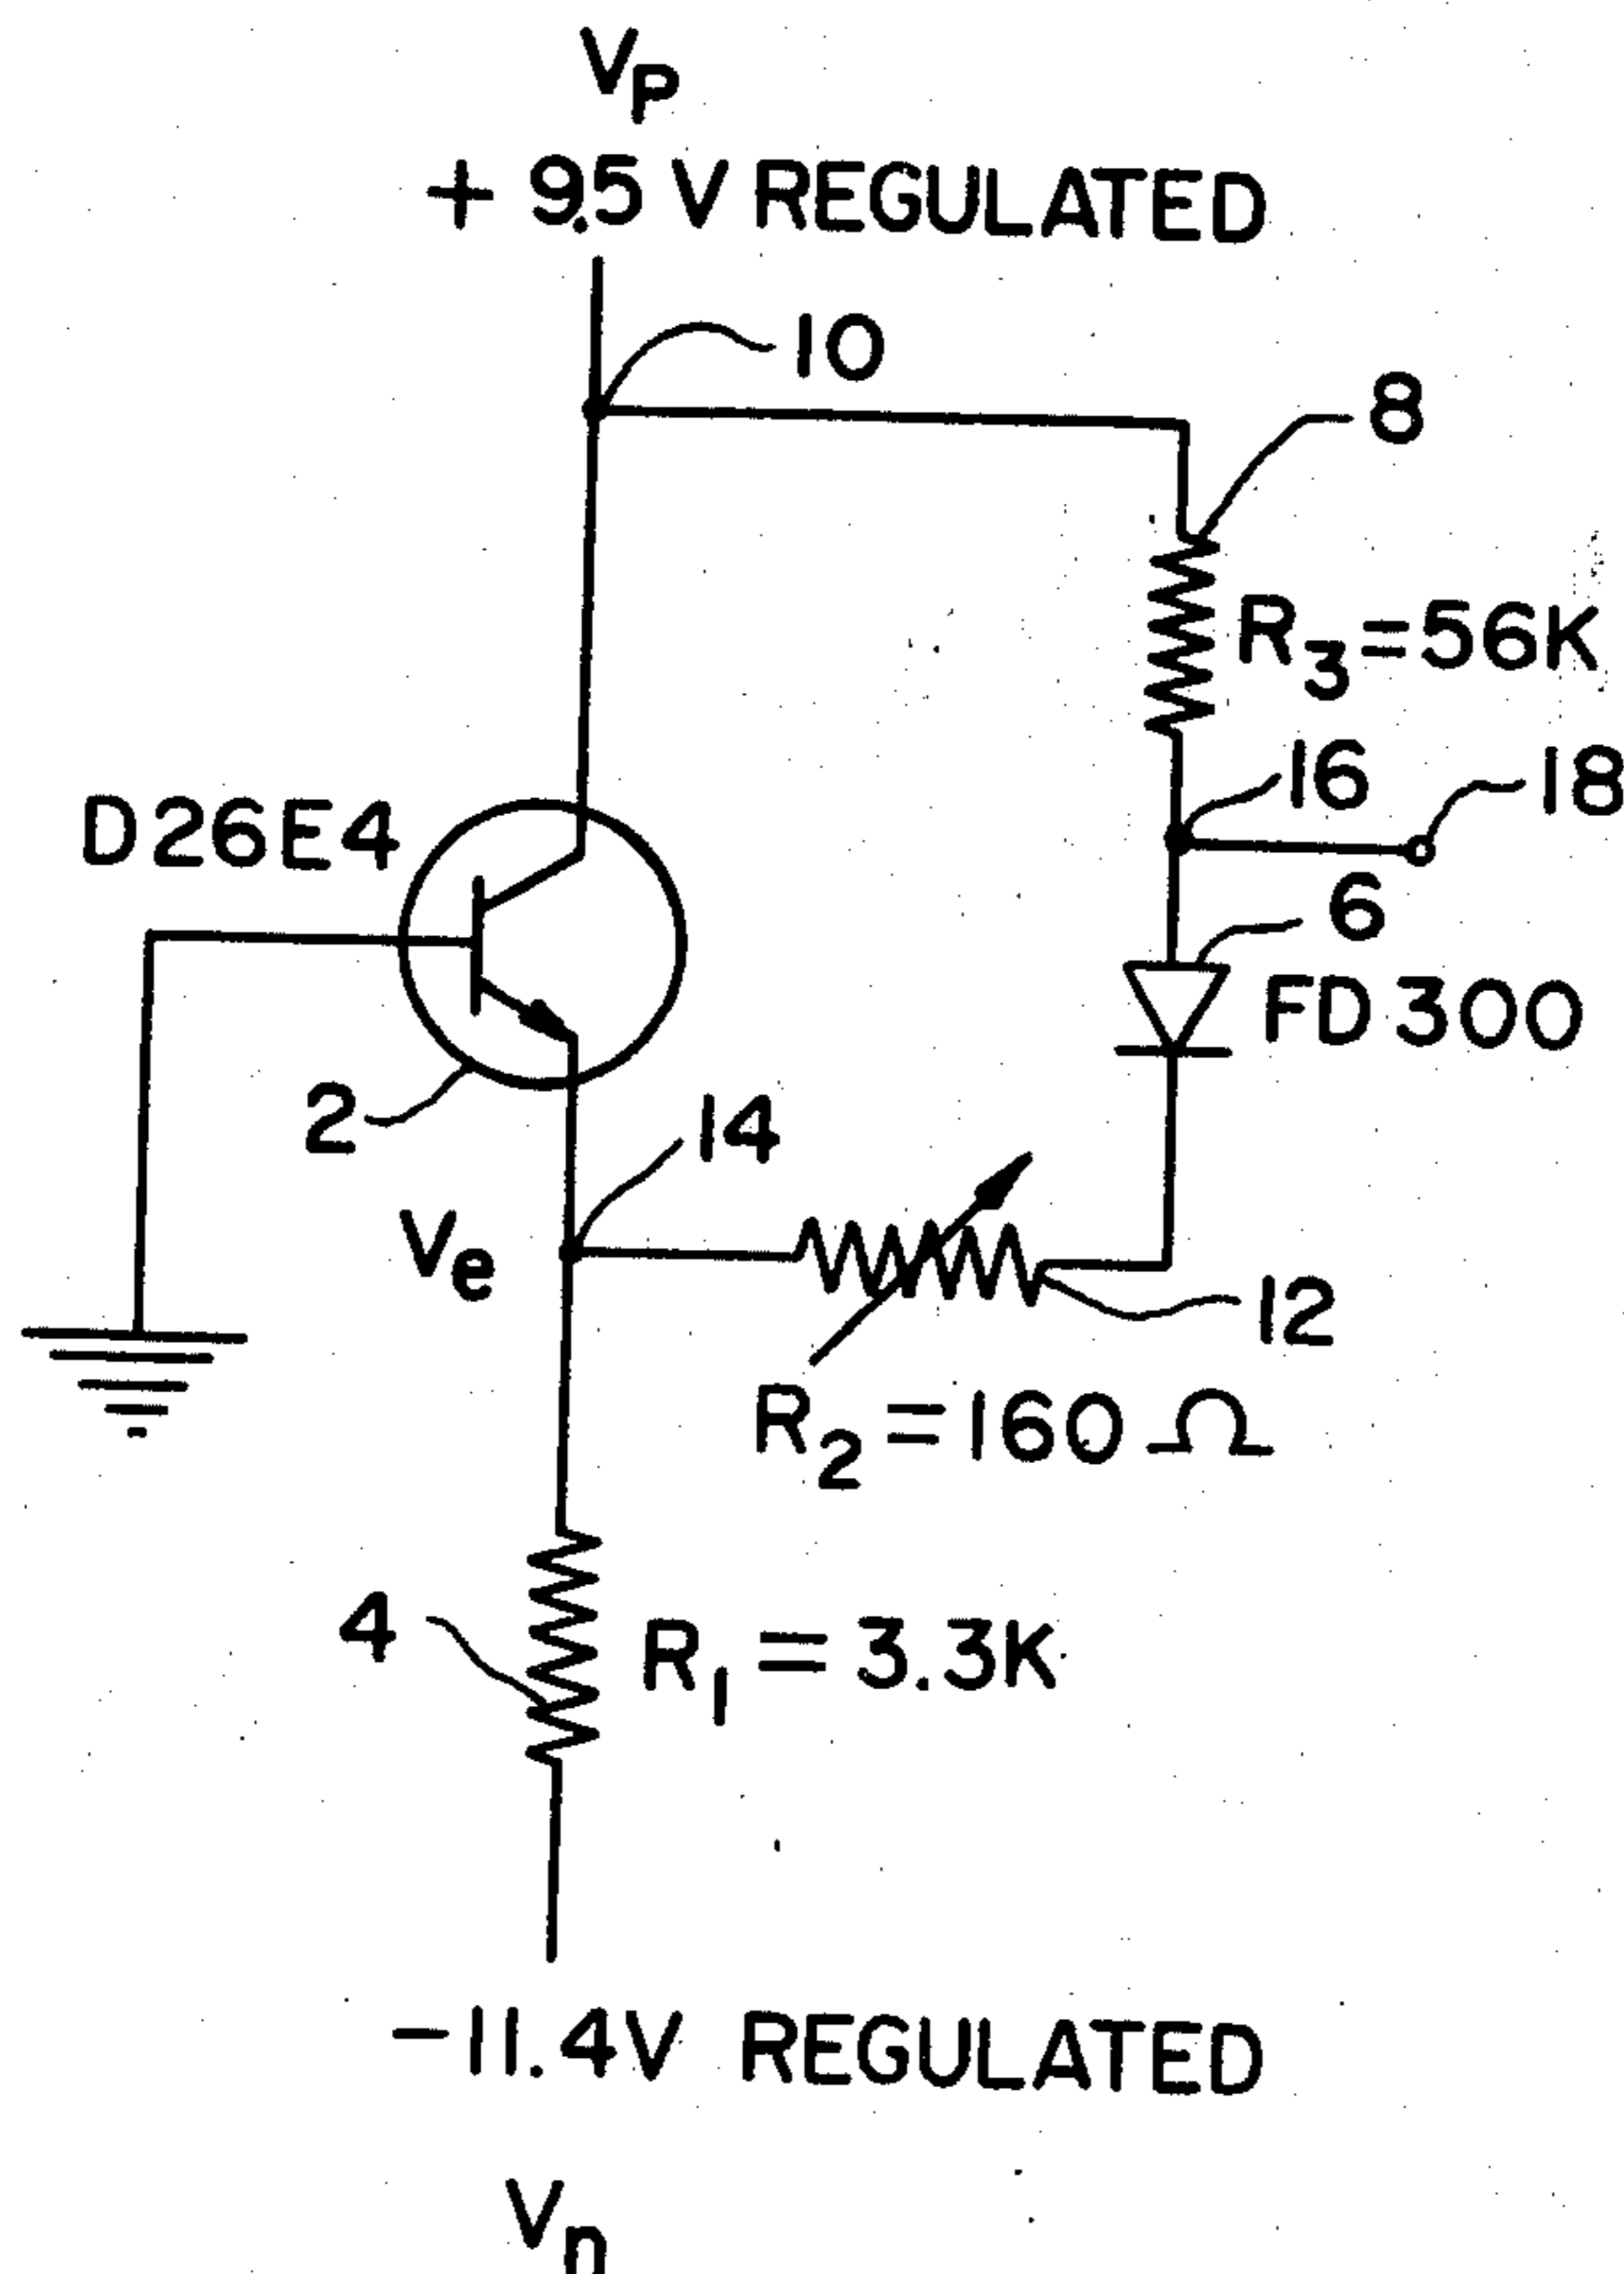 Vp
+ 9.5 V REGULATED
10
8
R3=56K
16
18
D26E4
6
FD300
2
14
Ve
12
R2=160Ω
4
R1=3.3K
-11.4V REGULATED
Vn